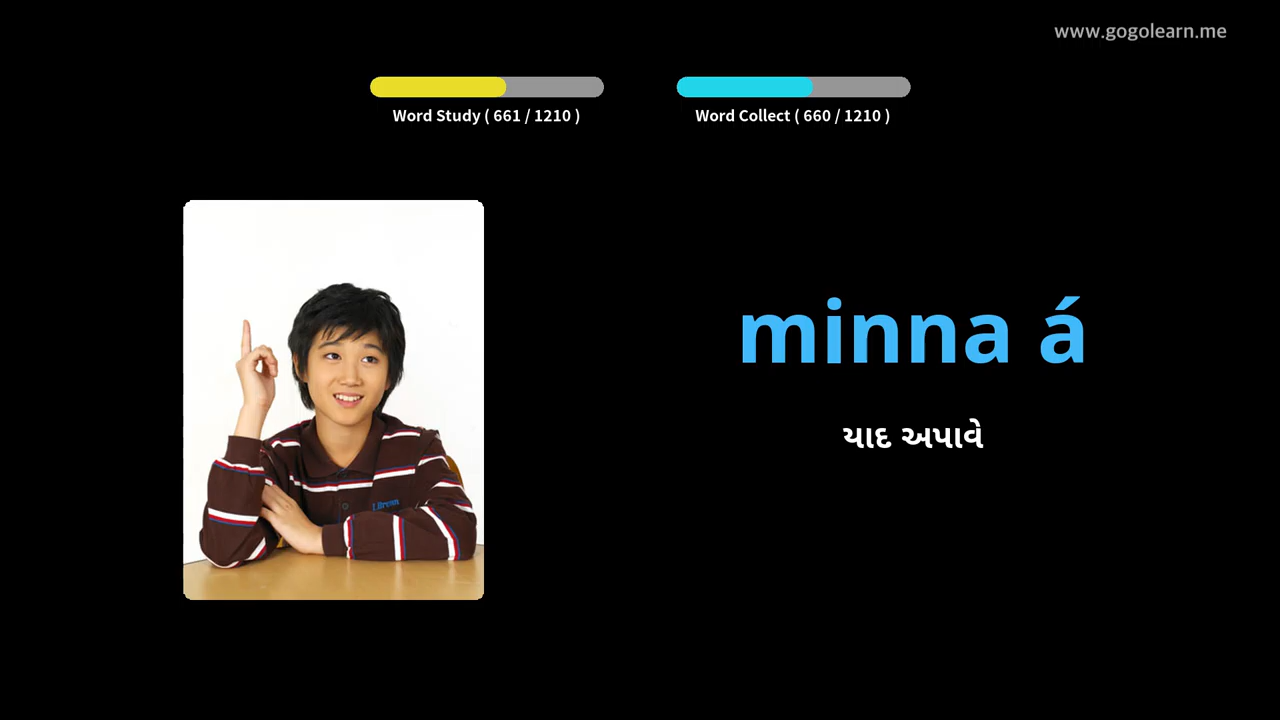 www.gogolearn.me
Word Study ( 661 / 1210 )
Word Collect ( 660 / 1210 )
minna á
યાદ અપાવે